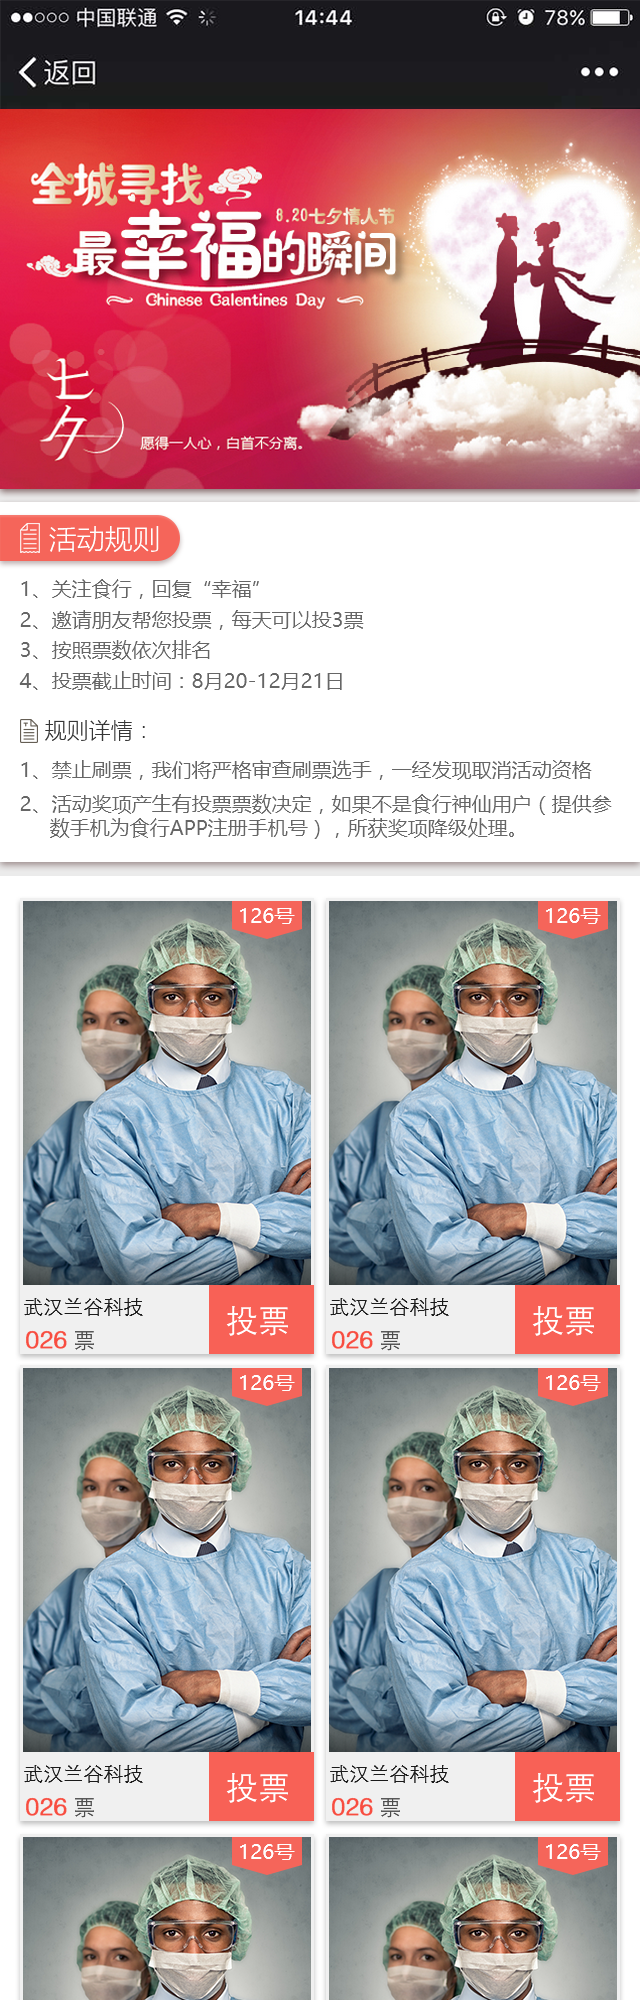 中国联通
14:44
78%
返回
全城寻找
8.20七夕情人节
最幸福的瞬间
Chinese Galentines Day
七夕
愿得一人心，白首不分离。
活动规则
1、关注食行，回复“幸福”
2、邀请朋友帮您投票，每天可以投3票
3、按照票数依次排名
4、投票截止时间：8月20-12月21日
规则详情：
1、禁止刷票，我们将严格审查刷票选手，一经发现取消活动资格
2、活动奖项产生有投票票数决定，如果不是食行神仙用户（提供参
数手机为食行APP注册手机号），所获奖项降级处理。
126号
126号
武汉兰谷科技
026 票
投票
武汉兰谷科技
026 票
投票
126号
126号
武汉兰谷科技
026 票
投票
武汉兰谷科技
026 票
投票
126号
126号